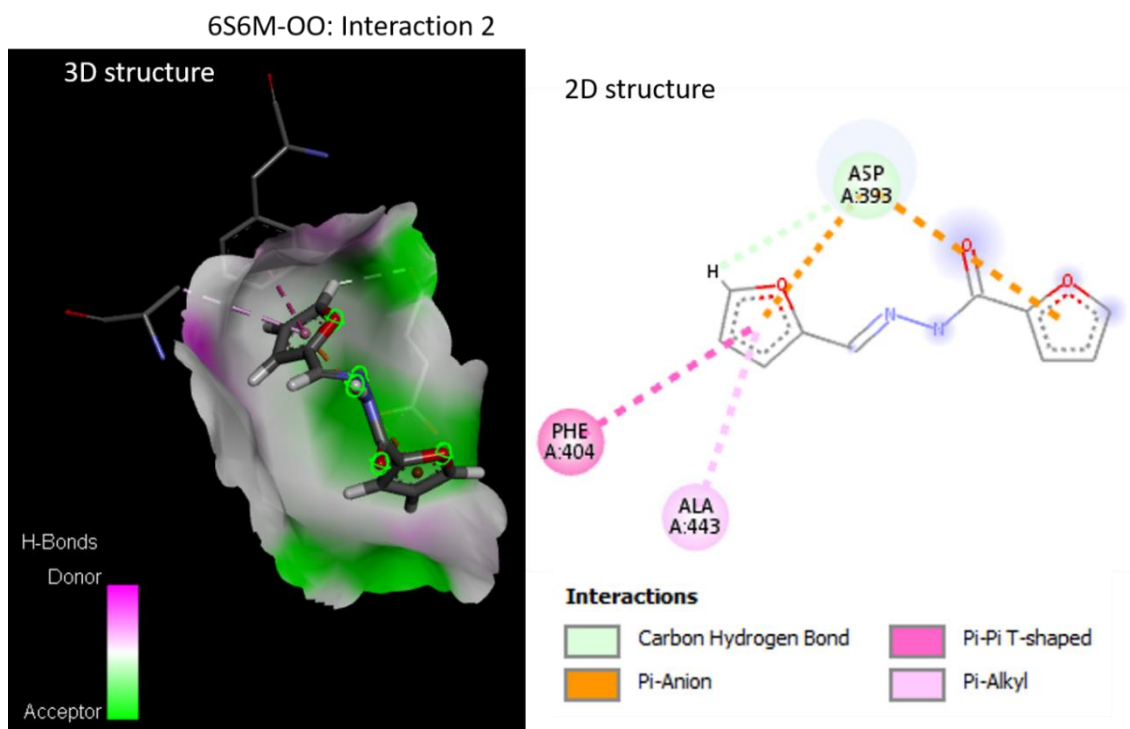 6S6M-OO: Interaction 2
3D structure
2D structure
H-Bonds
Donor
Acceptor
ASP
A:393
H
O
O
O
N
N
H
PHE
A:404
ALA
A:443
Interactions
Carbon Hydrogen Bond
Pi-Anion
Pi-Pi T-shaped
Pi-Alkyl